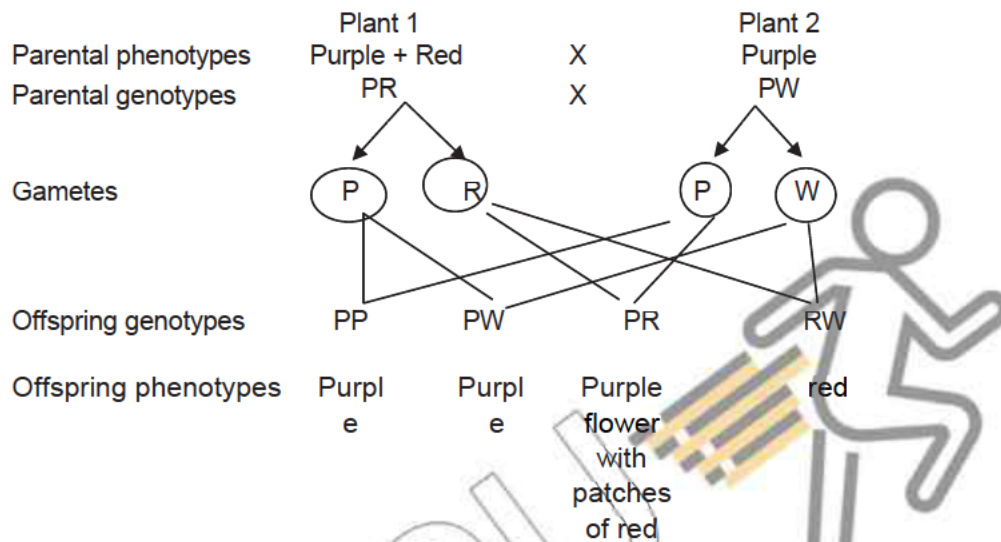 Plant 1 Plant 2
Parental phenotypes Purple + Red X Purple
Parental genotypes PR X PW
Gametes P R P W
Offspring genotypes PP PW PR RW
Offspring phenotypes Purpl Purpl Purple red
e e flower
with
patches
of red